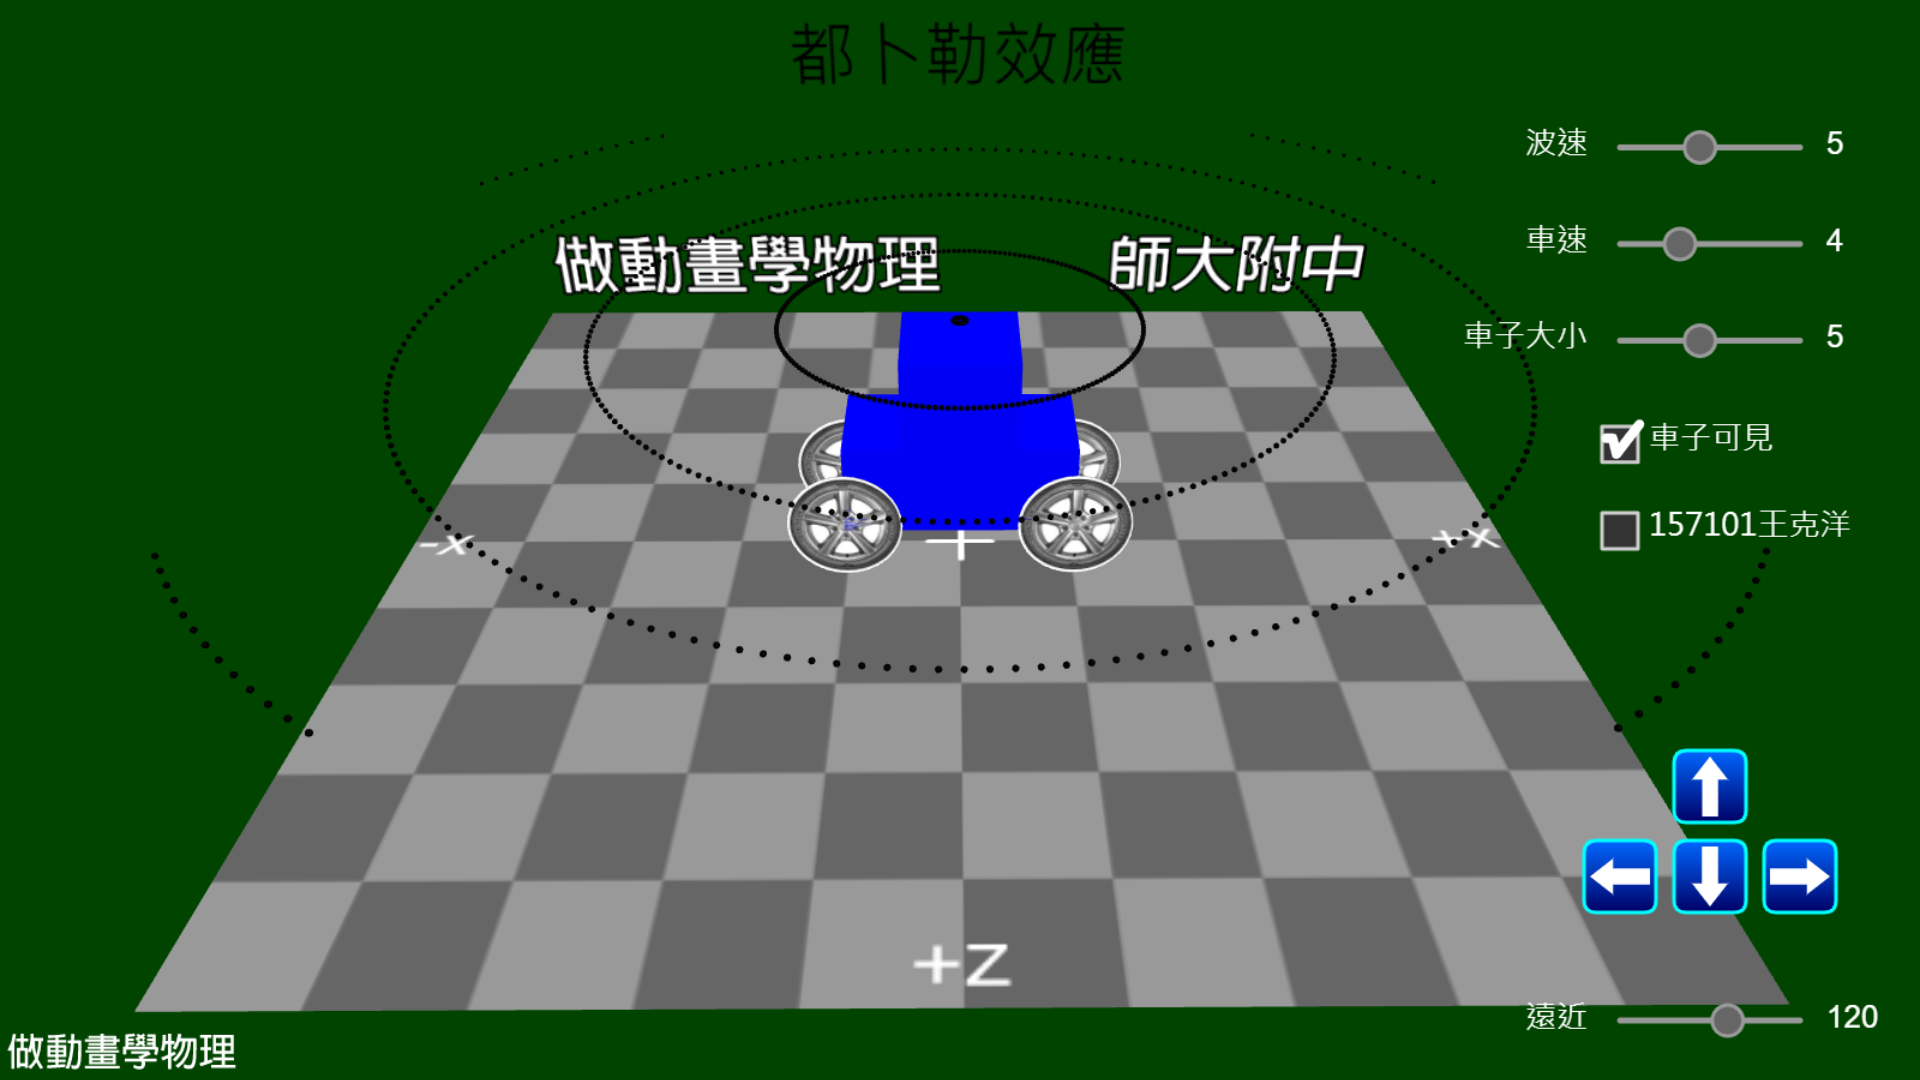 都卜勒效應
波速 5
做動畫學物理 師大附中
車速 4
車子大小 5
車子可見
157101王克洋
-X +X
+Z
遠近 120
做動畫學物理